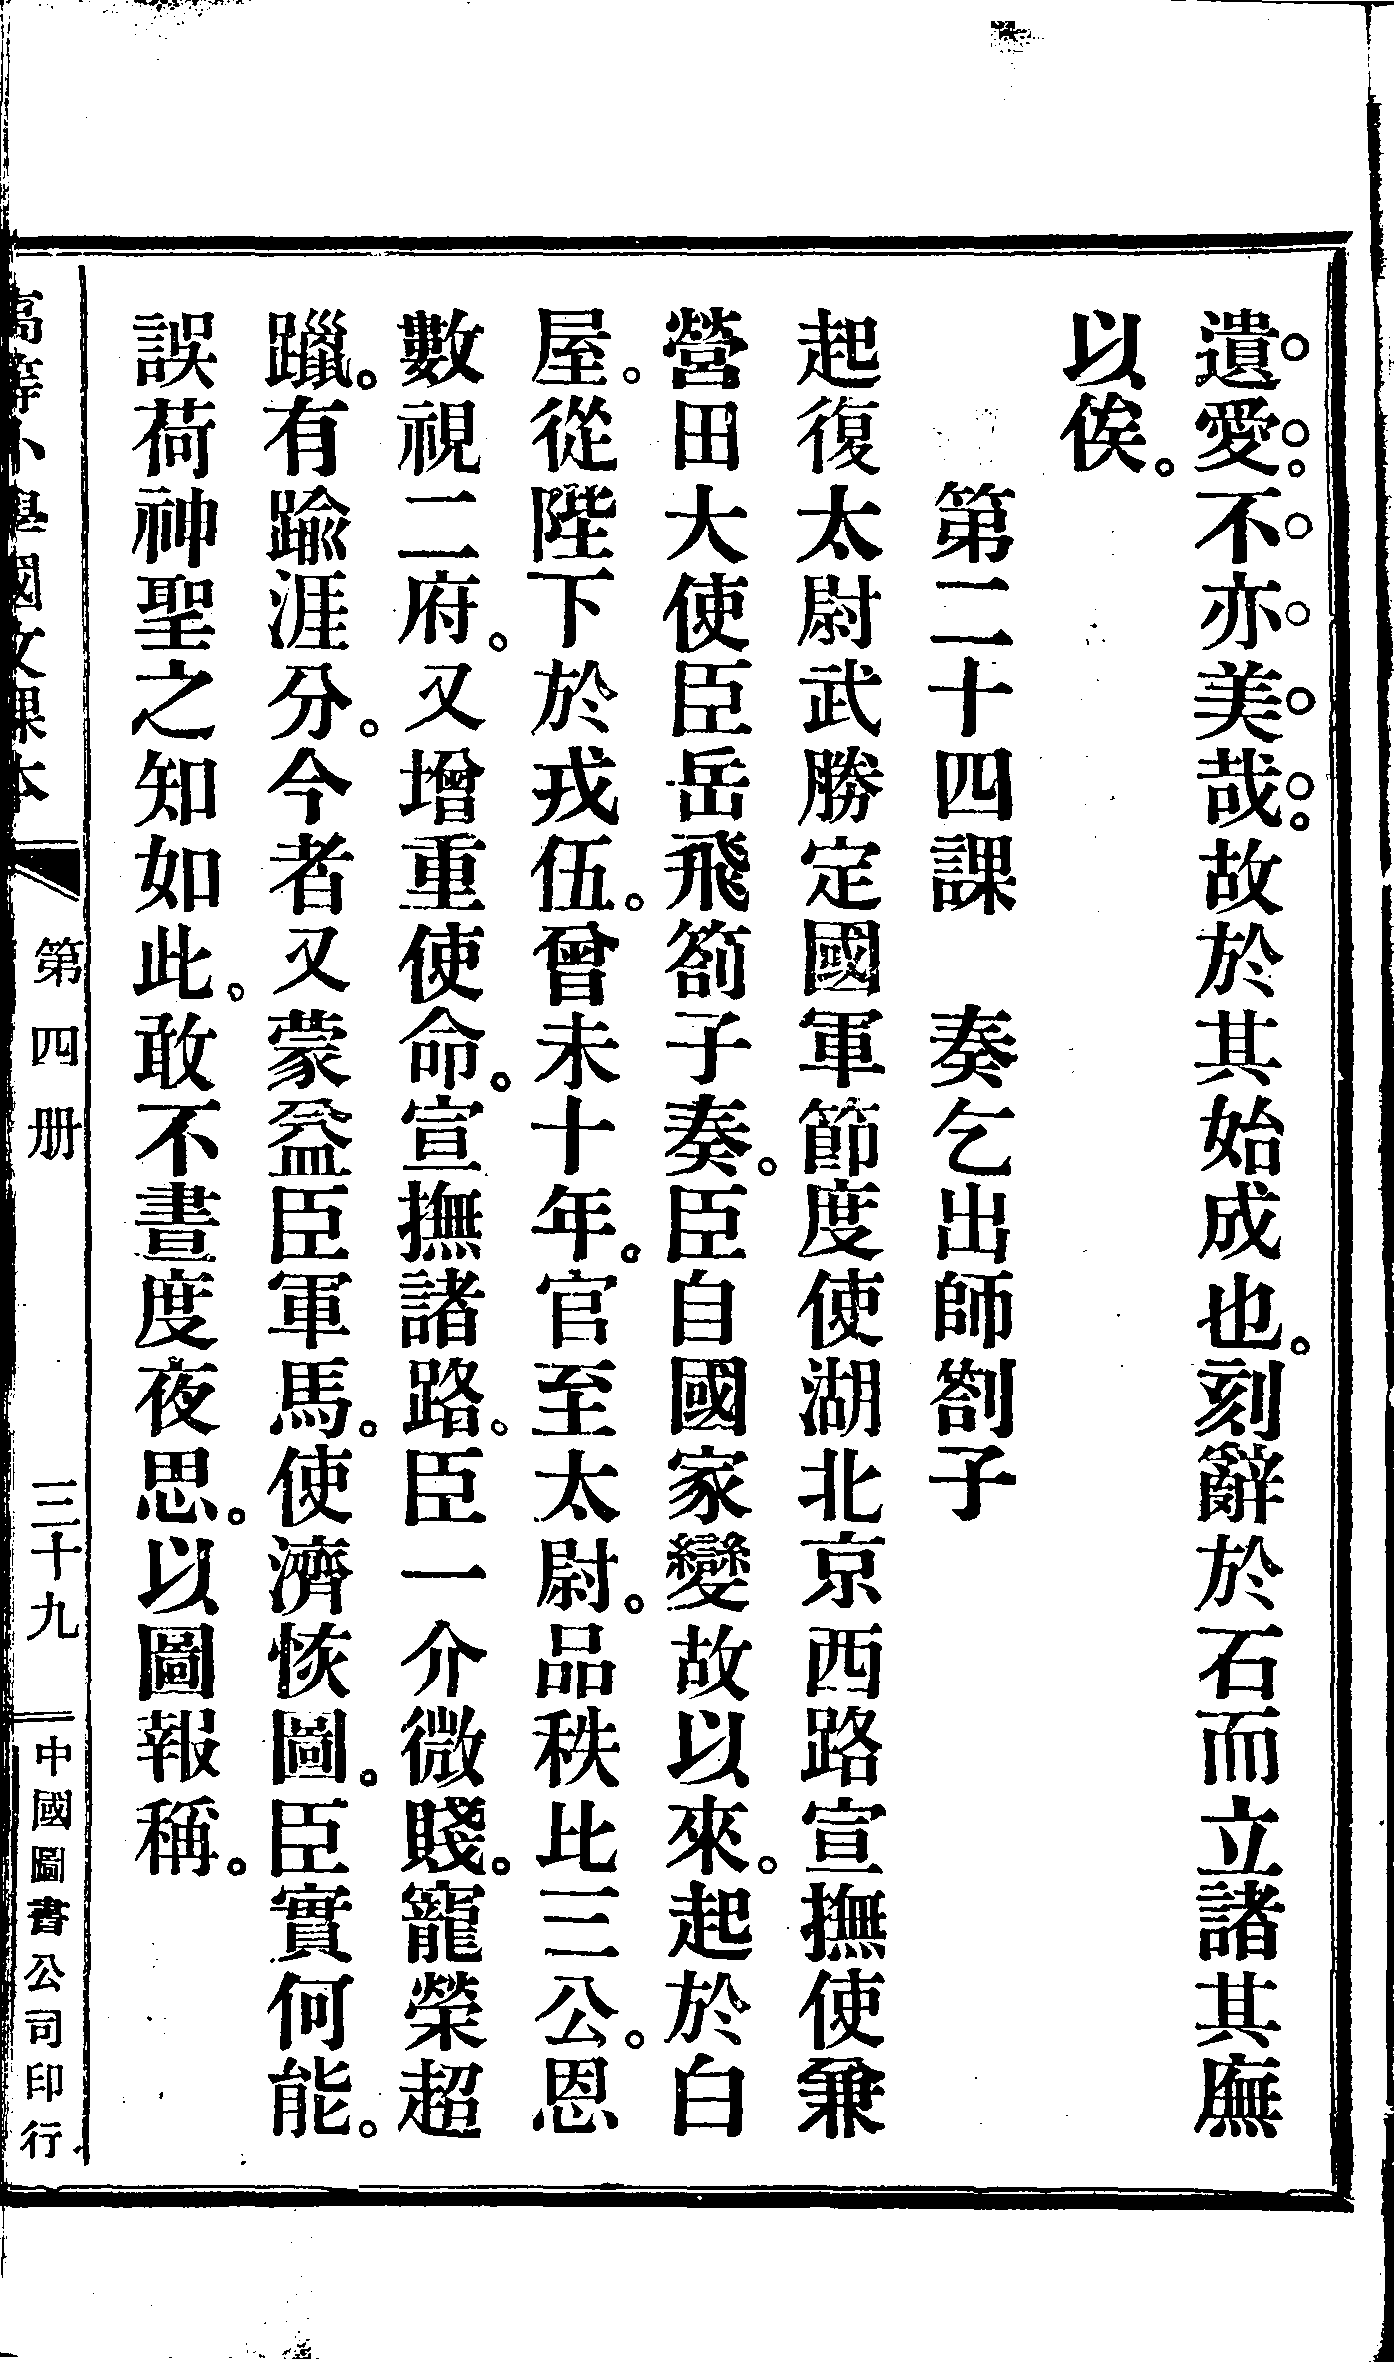 遺愛。不亦美哉。故於其始成也。刻辭於石而立諸其廡
以俟。
第二十四課　奏乞出師劄子
起復太尉武勝定國軍節度使湖北京西路宣撫使兼
營田大使臣岳飛劄子奏。臣自國家變故以來。起於白
屋。從陛下於戎伍。曾未十年。官至太尉。品秩比三公。恩
數視二府。又增重使命。宣撫諸路。臣一介微賤。寵榮超
躐。有踰涯分。今者又蒙益臣軍馬。使濟恢圖。臣實何能。
誤荷神聖之知如此。敢不晝度夜思。以圖報稱。
高等小學國文課本　第四册　三十九　中國圖書公司印行